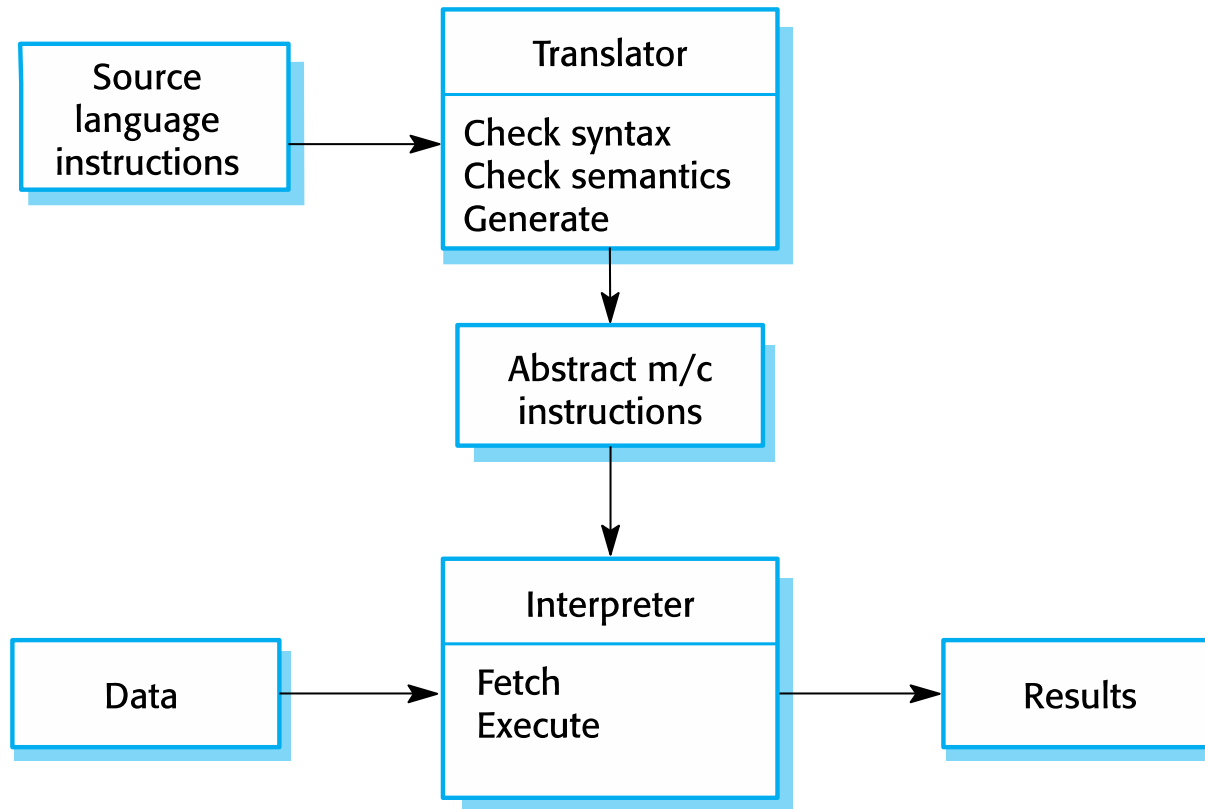 Translator
Source
language
instructions
Check syntax
Check semantics
Generate
Abstract m/c
instructions
Interpreter
Data
Fetch
Execute
Results